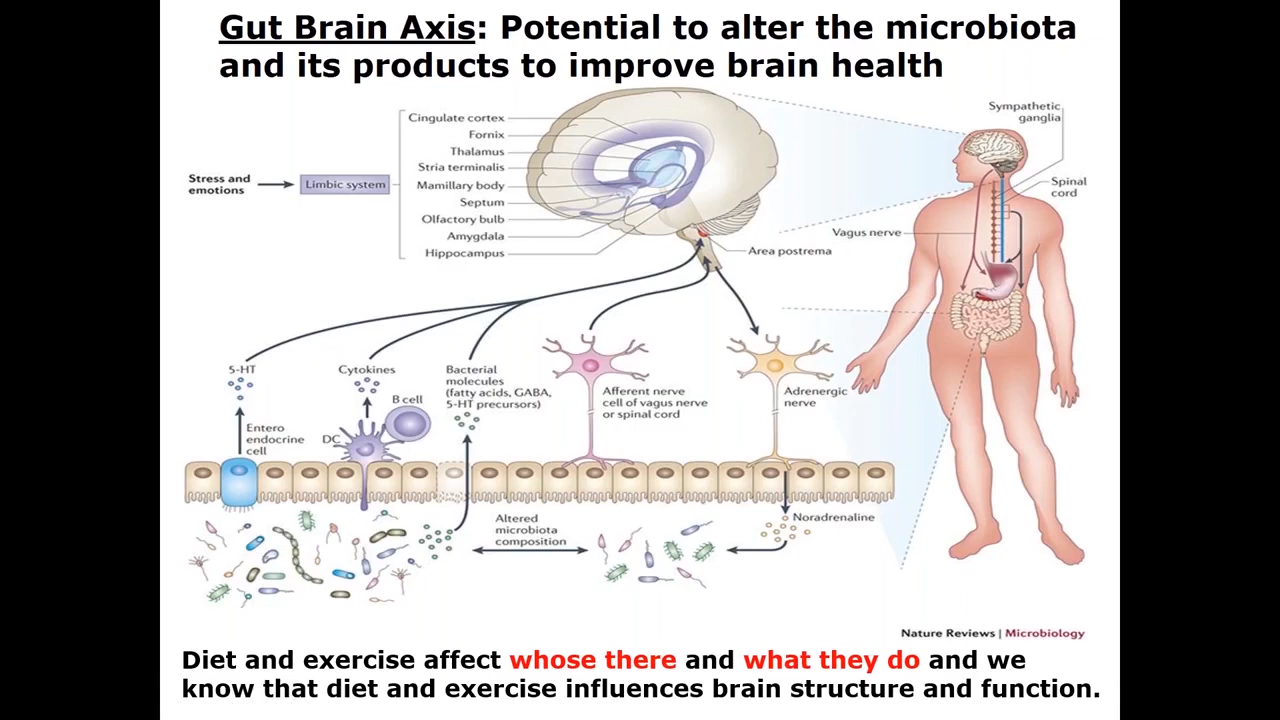 Gut Brain Axis: Potential to alter the microbiota
and its products to improve brain health
Stress and
emotions
Limbic system
Cingulate cortex
Fornix
Thalamus
Stria terminalis
Mamillary body
Septum
Olfactory bulb
Amygdala
Hippocampus
Area postrema
Sympathetic
ganglia
Spinal
cord
Vagus nerve
5-HT
Cytokines
Bacterial
molecules
(fatty acids, GABA,
5-HT precursors)
Afferent nerve
cell of vagus nerve
or spinal cord
Adrenergic
nerve
B cell
DC
Entero
endocrine
cell
Altered
microbiota
composition
Noradrenaline
Nature Reviews | Microbiology
Diet and exercise affect whose there and what they do and we
know that diet and exercise influences brain structure and function.